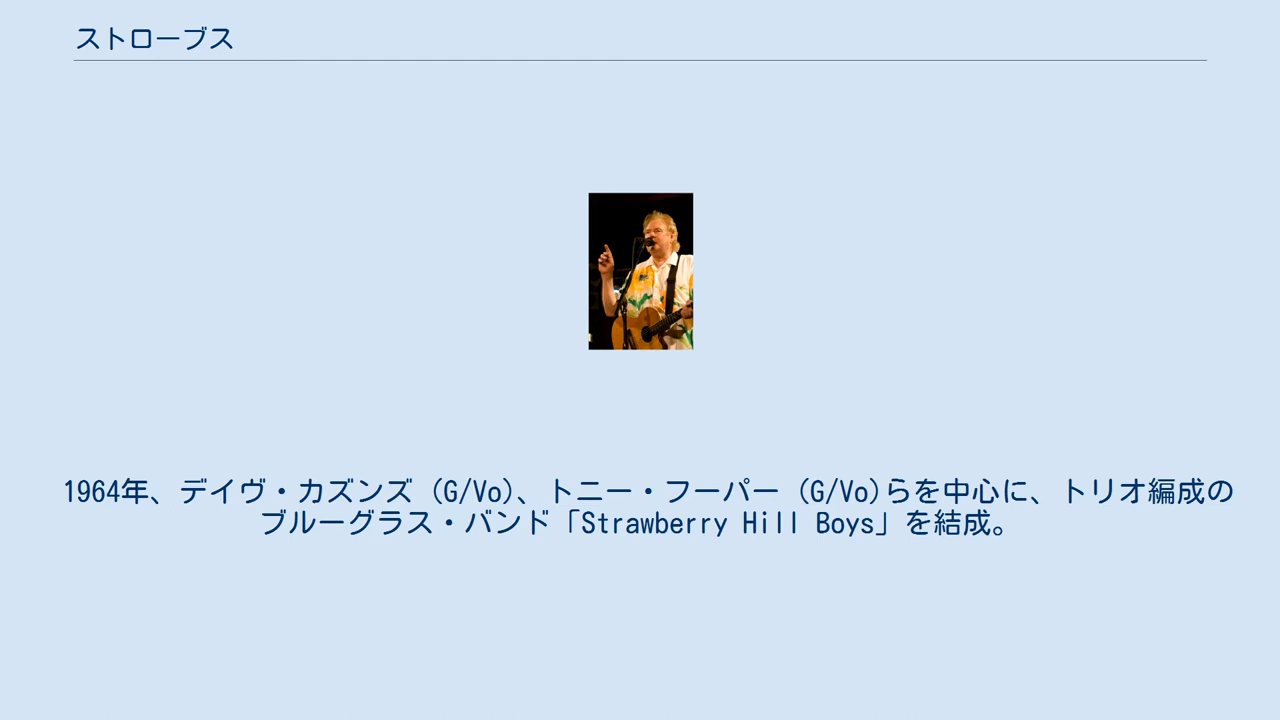 ストローブス
1964年、デイヴ・カズンズ (G/Vo)、トニー・フーパー (G/Vo)らを中心に、トリオ編成の
ブルーグラス・バンド「Strawberry Hill Boys」を結成。